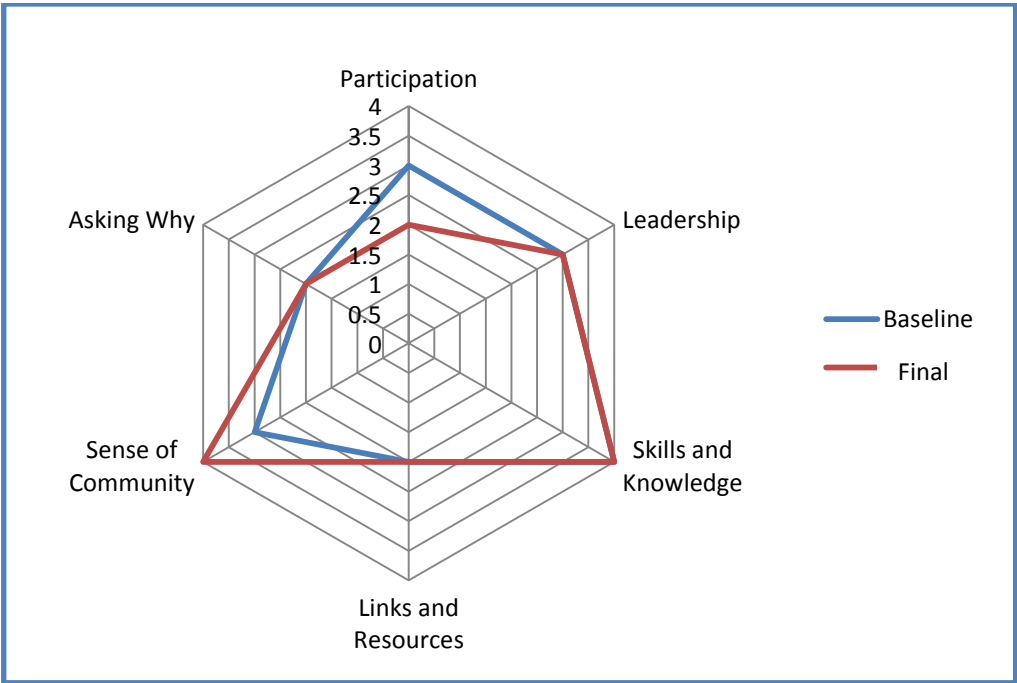 Participation
4
3.5
3
2.5
2
1.5
1
0.5
0
Asking Why
Leadership
Baseline
Final
Sense of
Community
Skills and
Knowledge
Links and
Resources